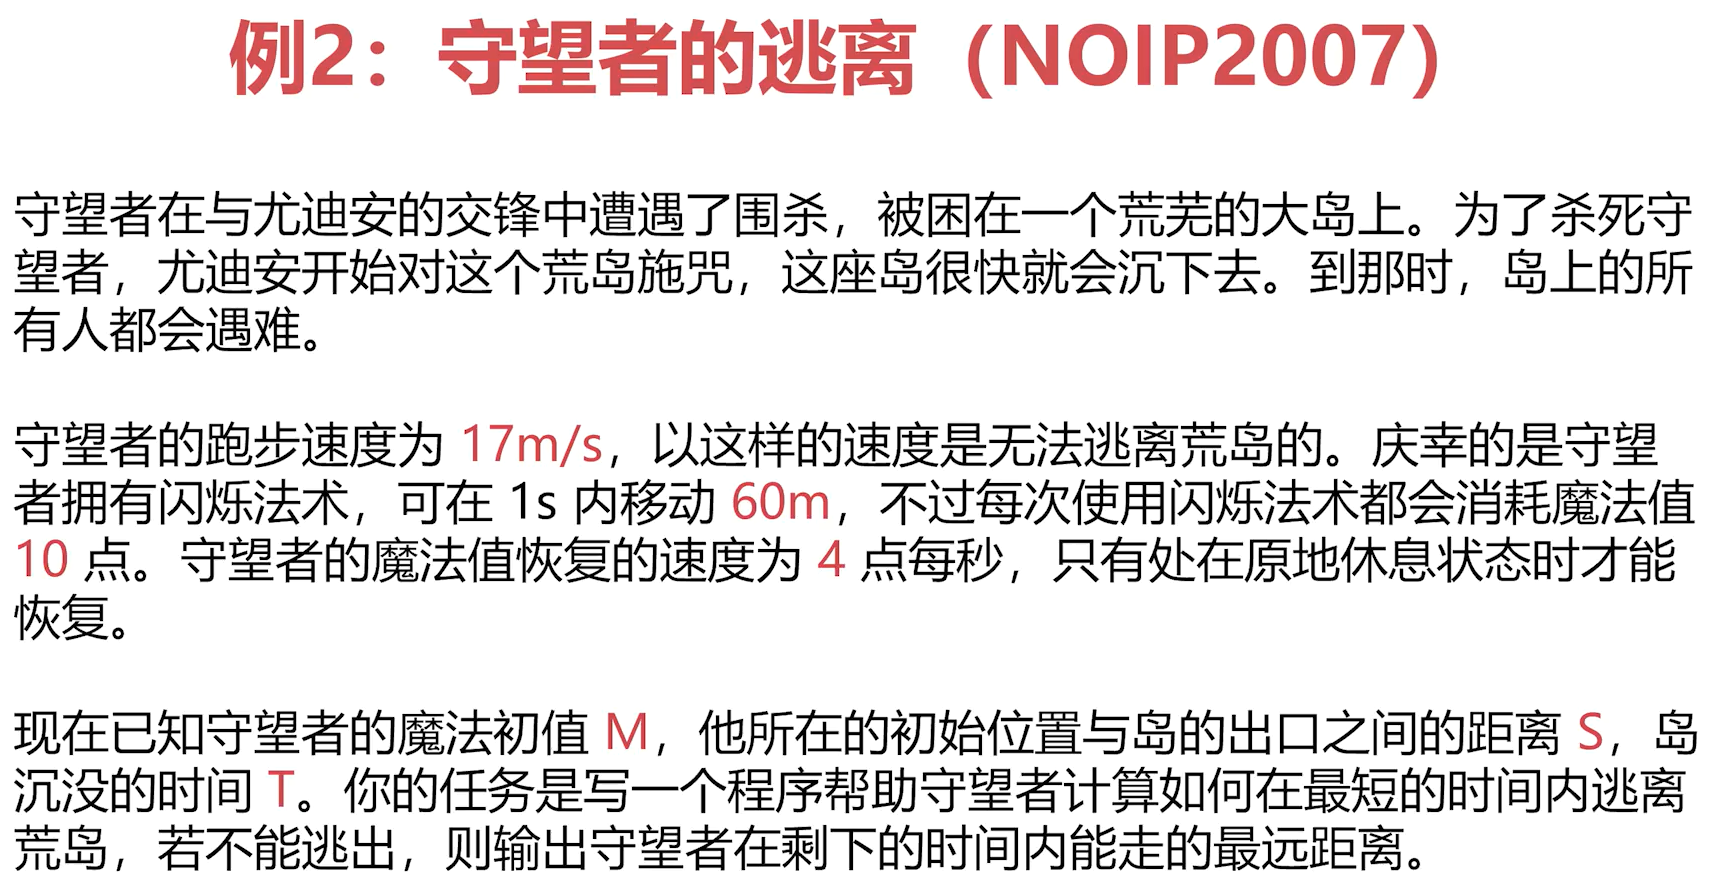 例2：守望者的逃离（NOIP2007）
守望者在与尤迪安的交锋中遭遇了围杀，被困在一个荒芜的大岛上。为了杀死守
望者，尤迪安开始对这个荒岛施咒，这座岛很快就会沉下去。到那时，岛上的所
有人都会遇难。
守望者的跑步速度为 17m/s，以这样的速度是无法逃离荒岛的。庆幸的是守望
者拥有闪烁法术，可在 1s 内移动 60m，不过每次使用闪烁法术都会消耗魔法值
10 点。守望者的魔法值恢复的速度为 4 点每秒，只有处在原地休息状态时才能
恢复。
现在已知守望者的魔法初值 M，他所在的初始位置与岛的出口之间的距离 S，岛
沉没的时间 T。你的任务是写一个程序帮助守望者计算如何在最短的时间内逃离
荒岛，若不能逃出，则输出守望者在剩下的时间内能走的最远距离。